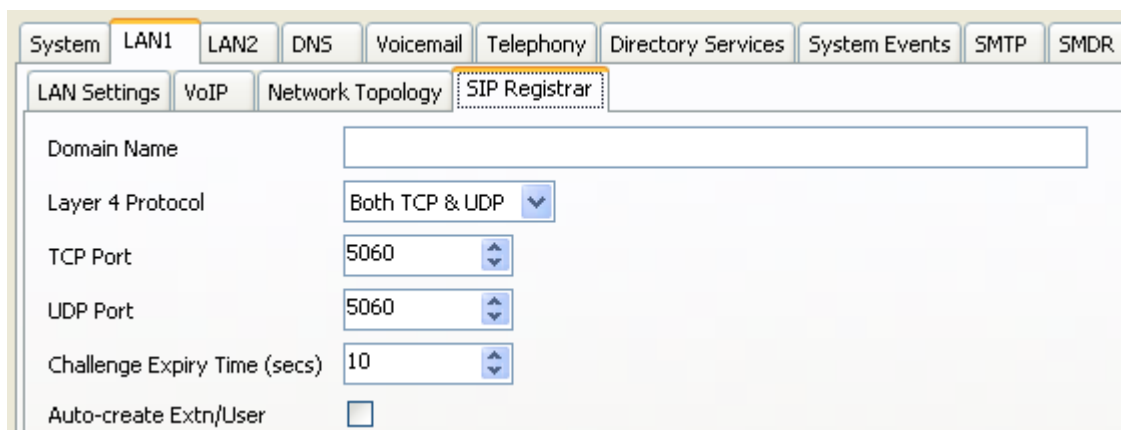 System LAN1 LAN2 DNS Voicemail Telephony Directory Services System Events SMTP SMDR
LAN Settings VoIP Network Topology SIP Registrar
Domain Name
Layer 4 Protocol Both TCP & UDP
TCP Port 5060
UDP Port 5060
Challenge Expiry Time (secs) 10
Auto-create Extn/User